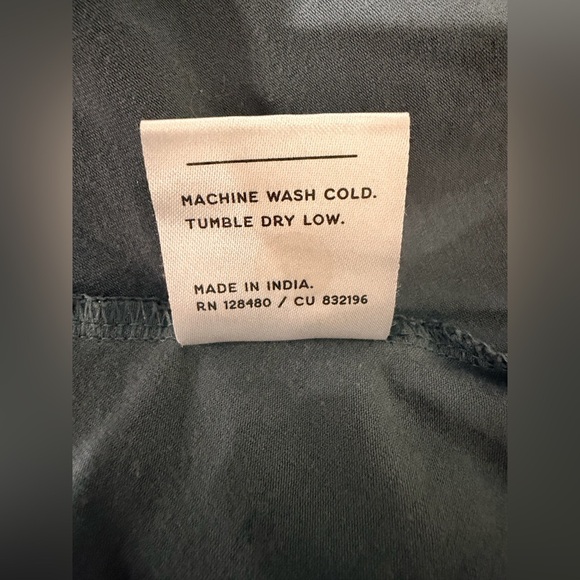 MACHINE WASH COLD.
TUMBLE DRY LOW.
MADE IN INDIA.
RN 128480 / CU 832196